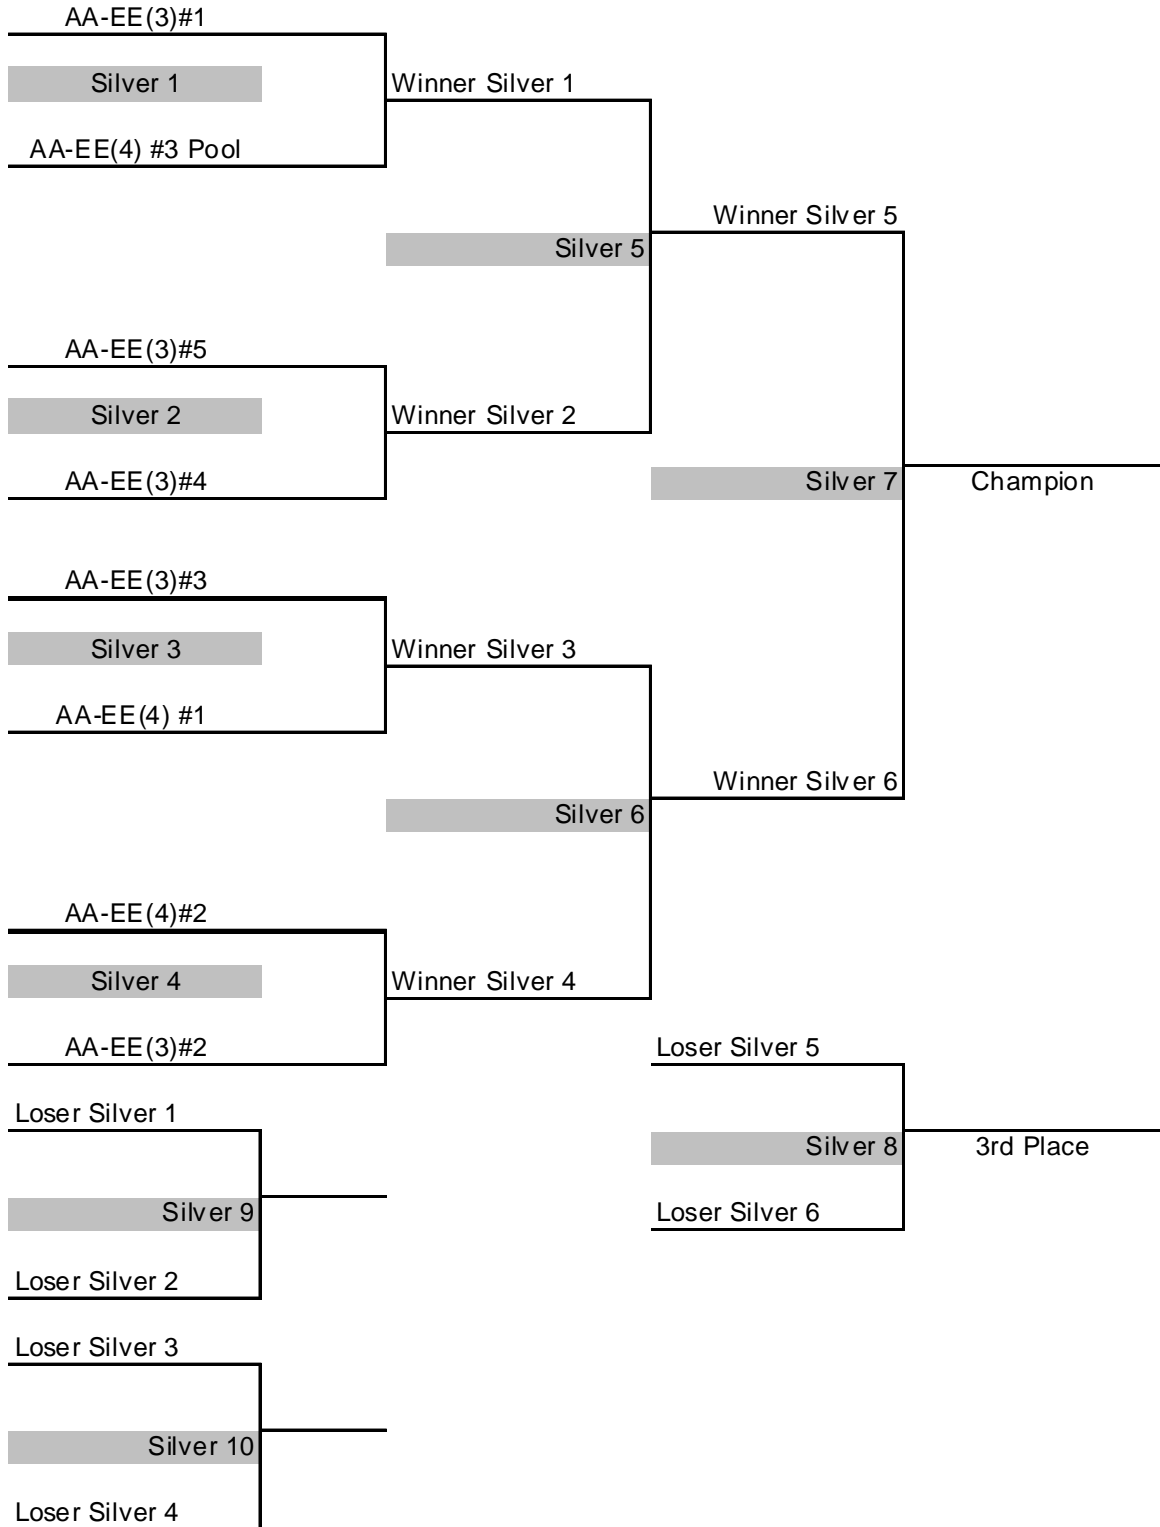 AA-EE(3)#1
Silver 1
Winner Silver 1
AA-EE(4) #3 Pool
Winner Silver 5
Silver 5
AA-EE(3)#5
Silver 2
Winner Silver 2
AA-EE(3)#4
Silver 7
Champion
AA-EE(3)#3
Silver 3
Winner Silver 3
AA-EE(4) #1
Winner Silver 6
Silver 6
AA-EE(4)#2
Silver 4
Winner Silver 4
AA-EE(3)#2
Loser Silver 5
Loser Silver 1
Silver 8
3rd Place
Silver 9
Loser Silver 6
Loser Silver 2
Loser Silver 3
Silver 10
Loser Silver 4